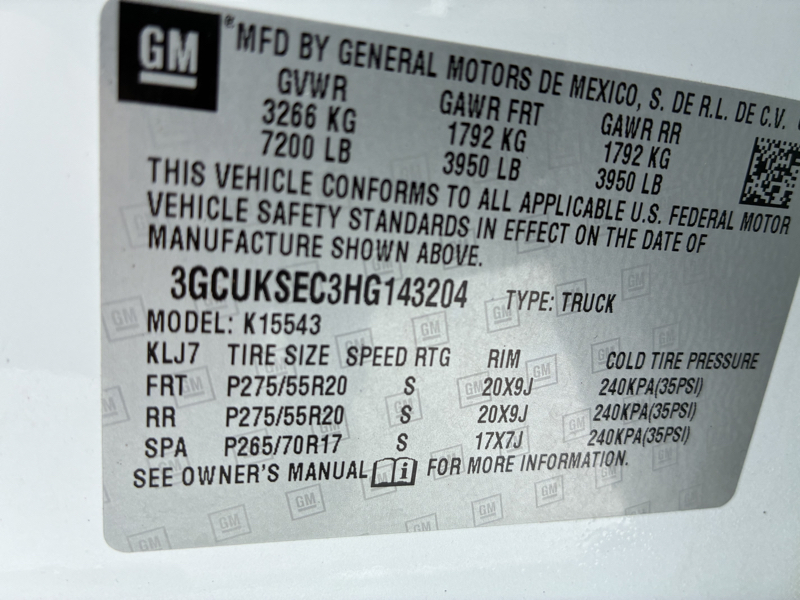 GM ® MFD BY GENERAL MOTORS DE MEXICO, S. DE R.L. DE C.V.
GVWR GAWR FRT GAWR RR
3266 KG 1792 KG 1792 KG
7200 LB 3950 LB 3950 LB
THIS VEHICLE CONFORMS TO ALL APPLICABLE U.S. FEDERAL MOTOR
VEHICLE SAFETY STANDARDS IN EFFECT ON THE DATE OF
MANUFACTURE SHOWN ABOVE.
3GCUKSEC3HG143204 TYPE: TRUCK
MODEL: K15543
KLJ7 TIRE SIZE SPEED RTG RIM COLD TIRE PRESSURE
FRT P275/55R20 S 20X9J 240KPA(35PSI)
RR P275/55R20 S 20X9J 240KPA(35PSI)
SPA P265/70R17 S 17X7J 240KPA(35PSI)
SEE OWNER'S MANUAL FOR MORE INFORMATION.